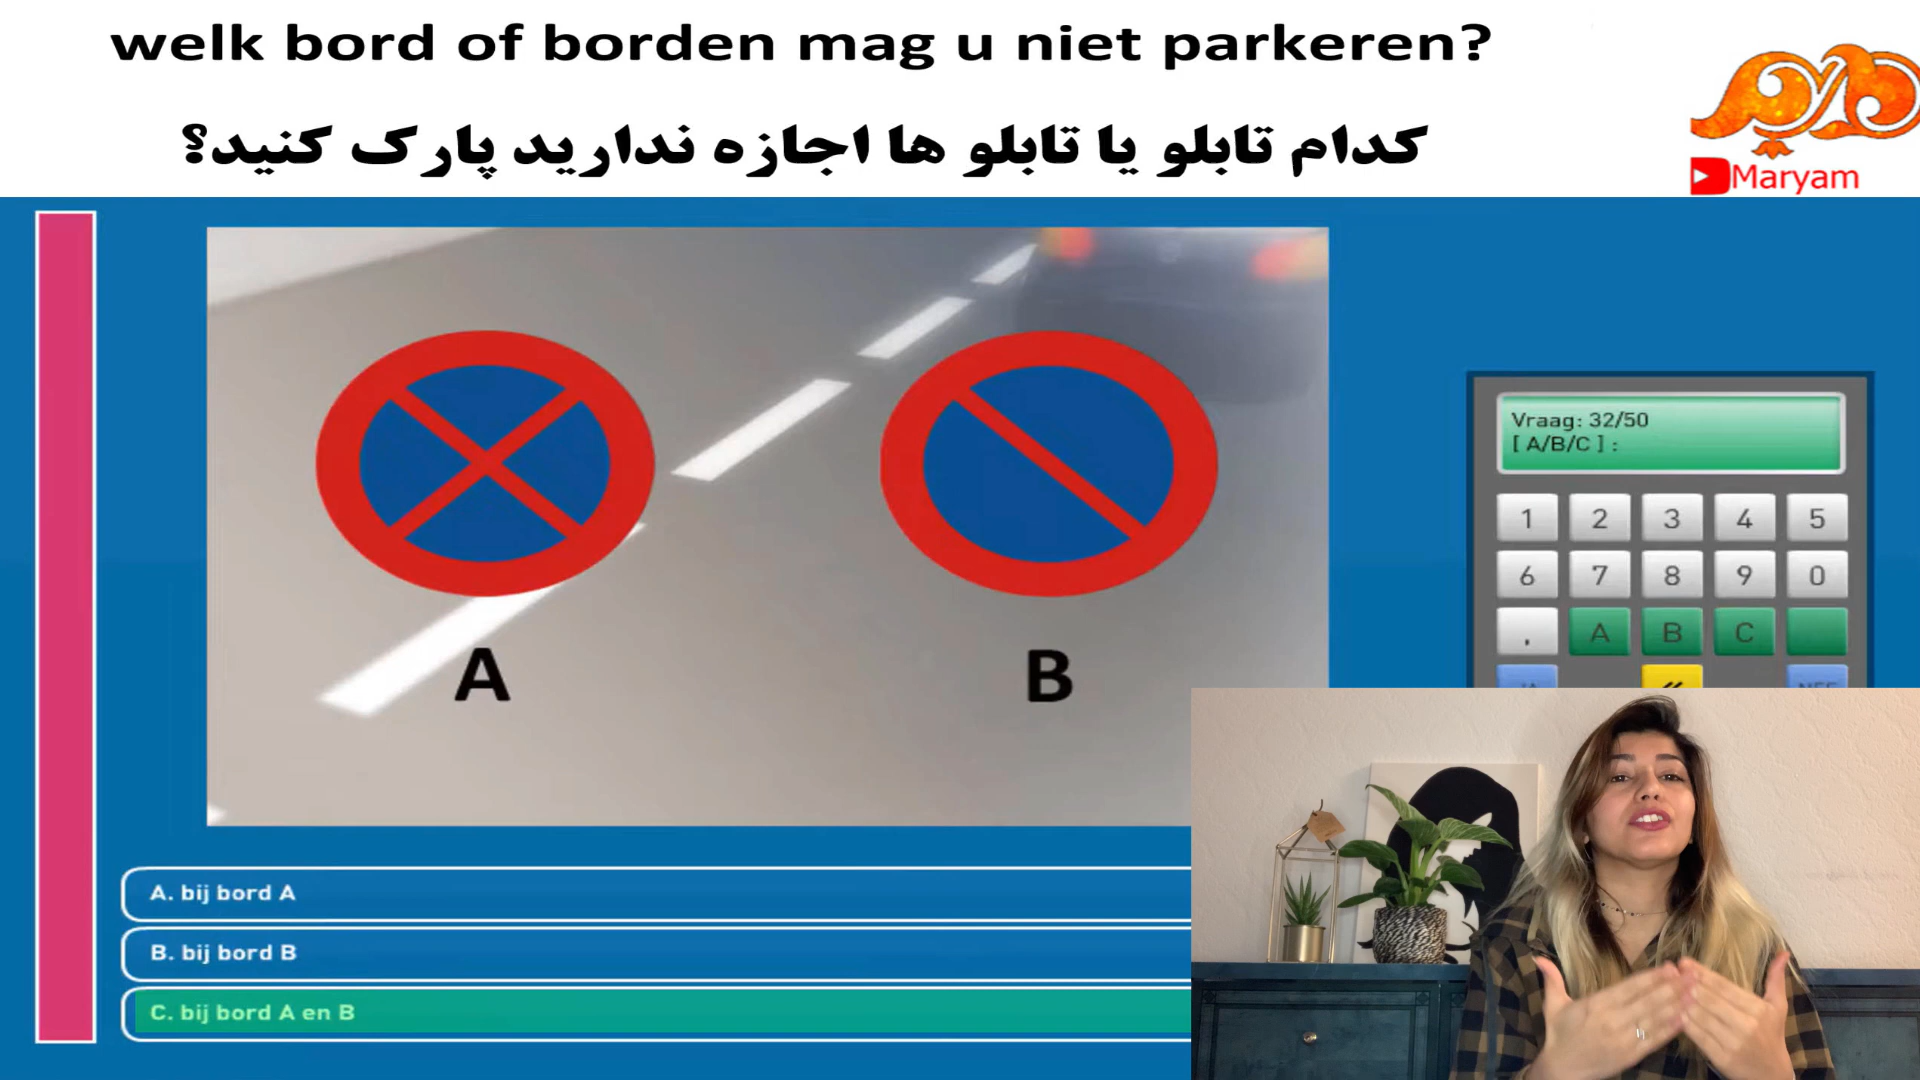 welk bord of borden mag u niet parkeren?
کدام تابلو یا تابلو ها اجازه ندارید پارک کنید؟
Maryam
Vraag: 32/50
[ A/B/C ] :
1 2 3 4 5
6 7 8 9 0
, A B C
A B
A. bij bord A
B. bij bord B
C. bij bord A en B